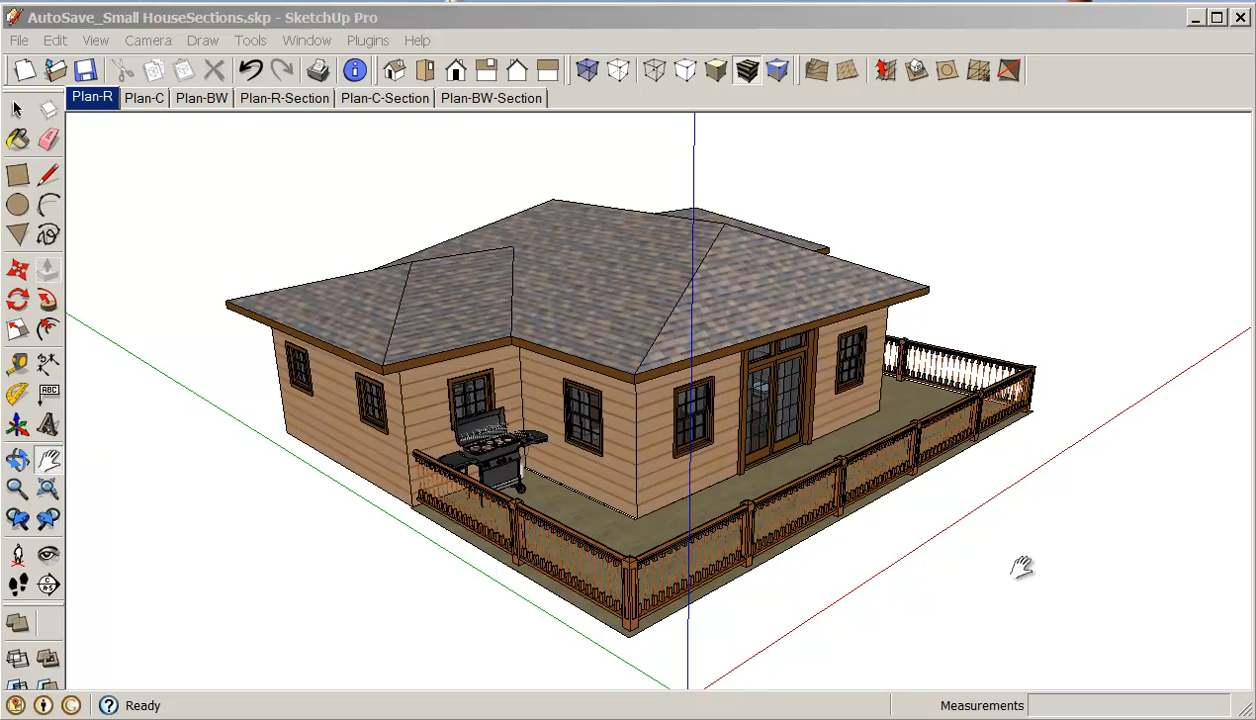 AutoSave_Small HouseSections.skp - SketchUp Pro
File Edit View Camera Draw Tools Window Plugins Help
Plan-R Plan-C Plan-BW Plan-R-Section Plan-C-Section Plan-BW-Section
ABC
Ready Measurements